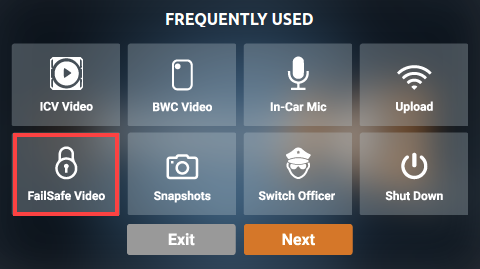 FREQUENTLY USED
ICV Video
BWC Video
In-Car Mic
Upload
FailSafe Video
Snapshots
Switch Officer
Shut Down
Exit
Next